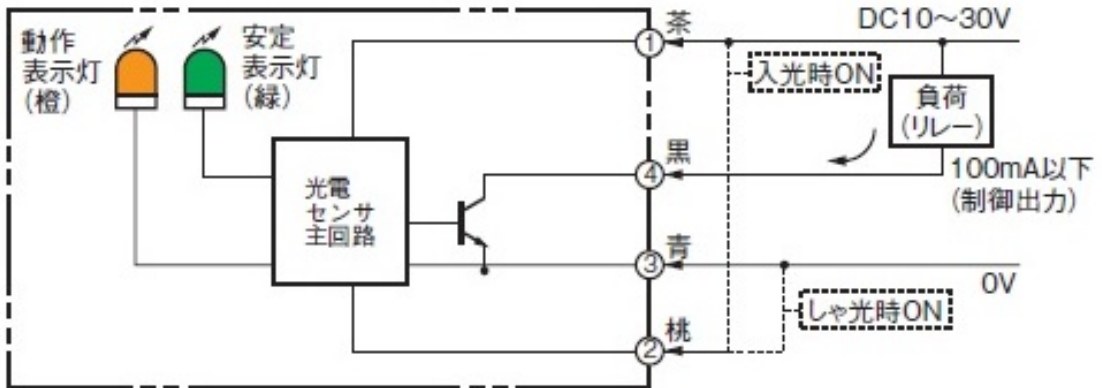 動作
表示灯
(橙)
安定
表示灯
(緑)
光電
センサ
主回路
① 茶
DC10～30V
入光時ON
負荷
(リレー)
④ 黒
100mA以下
(制御出力)
③ 青
0V
しゃ光時ON
② 桃